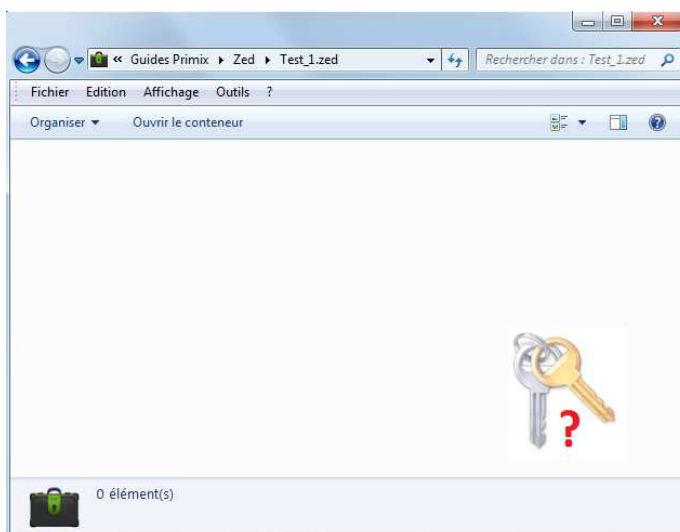 « Guides Primix ▸ Zed ▸ Test_1.zed Rechercher dans : Test_1.zed
Fichier Edition Affichage Outils ?
Organiser Ouvrir le conteneur
?
0 élément(s)